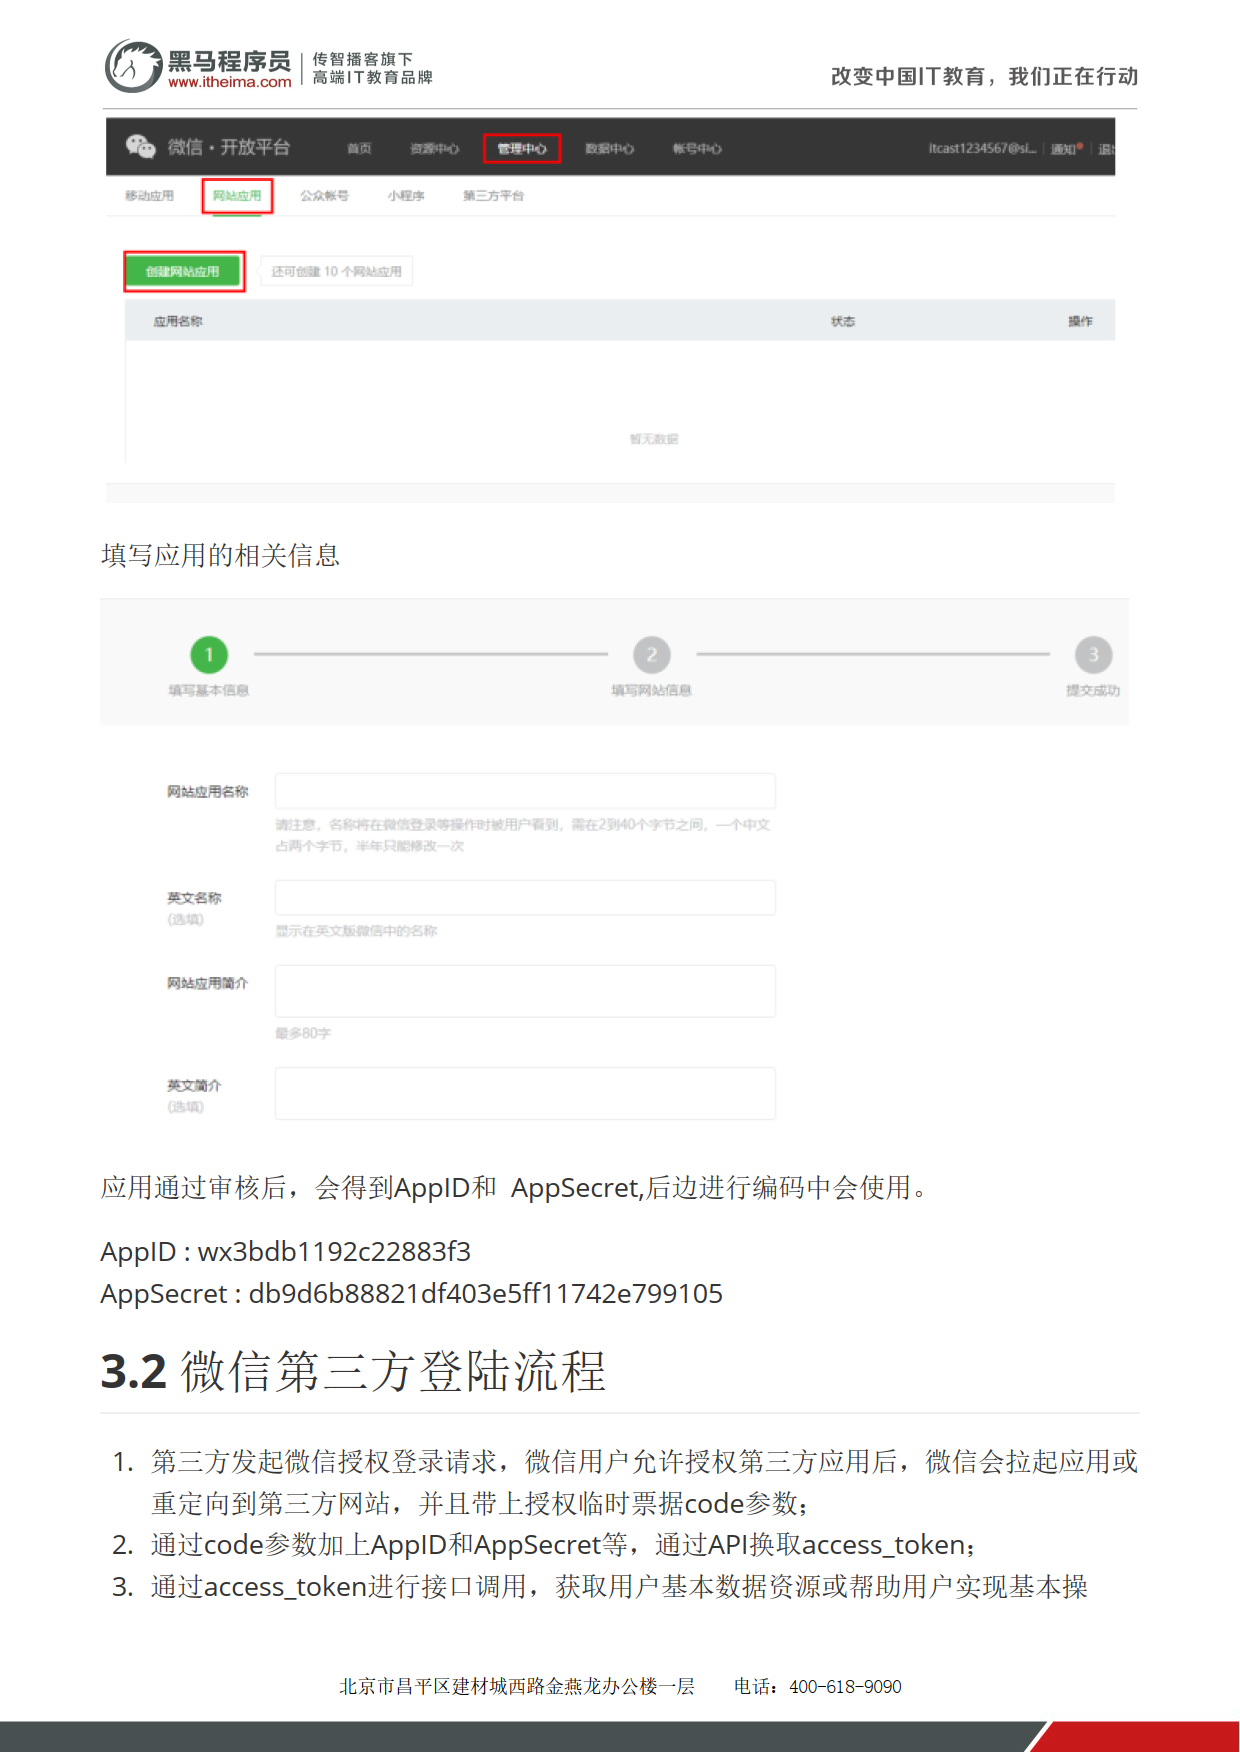 黑马程序员
www.itheima.com
传智播客旗下
高端IT教育品牌
改变中国IT教育，我们正在行动
微信·开放平台 首页 资源中心 管理中心 数据中心 帐号中心 itcast1234567@si... 通知
移动应用 网站应用 公众帐号 小程序 第三方平台
创建网站应用 还可创建 10 个网站应用
应用名称 状态 操作
暂无数据
填写应用的相关信息
1 2 3
填写基本信息 填写网站信息 提交成功
网站应用名称
请注意，名称将在微信登录等操作时被用户看到，需在2到40个字节之间，一个中文
占两个字节，半年只能修改一次
英文名称
(选填)
显示在英文版微信中的名称
网站应用简介
最多80字
英文简介
(选填)
应用通过审核后，会得到AppID和 AppSecret,后边进行编码中会使用。
AppID : wx3bdb1192c22883f3
AppSecret : db9d6b88821df403e5ff11742e799105
3.2 微信第三方登陆流程
1. 第三方发起微信授权登录请求，微信用户允许授权第三方应用后，微信会拉起应用或
重定向到第三方网站，并且带上授权临时票据code参数；
2. 通过code参数加上AppID和AppSecret等，通过API换取access_token；
3. 通过access_token进行接口调用，获取用户基本数据资源或帮助用户实现基本操
北京市昌平区建材城西路金燕龙办公楼一层 电话：400-618-9090